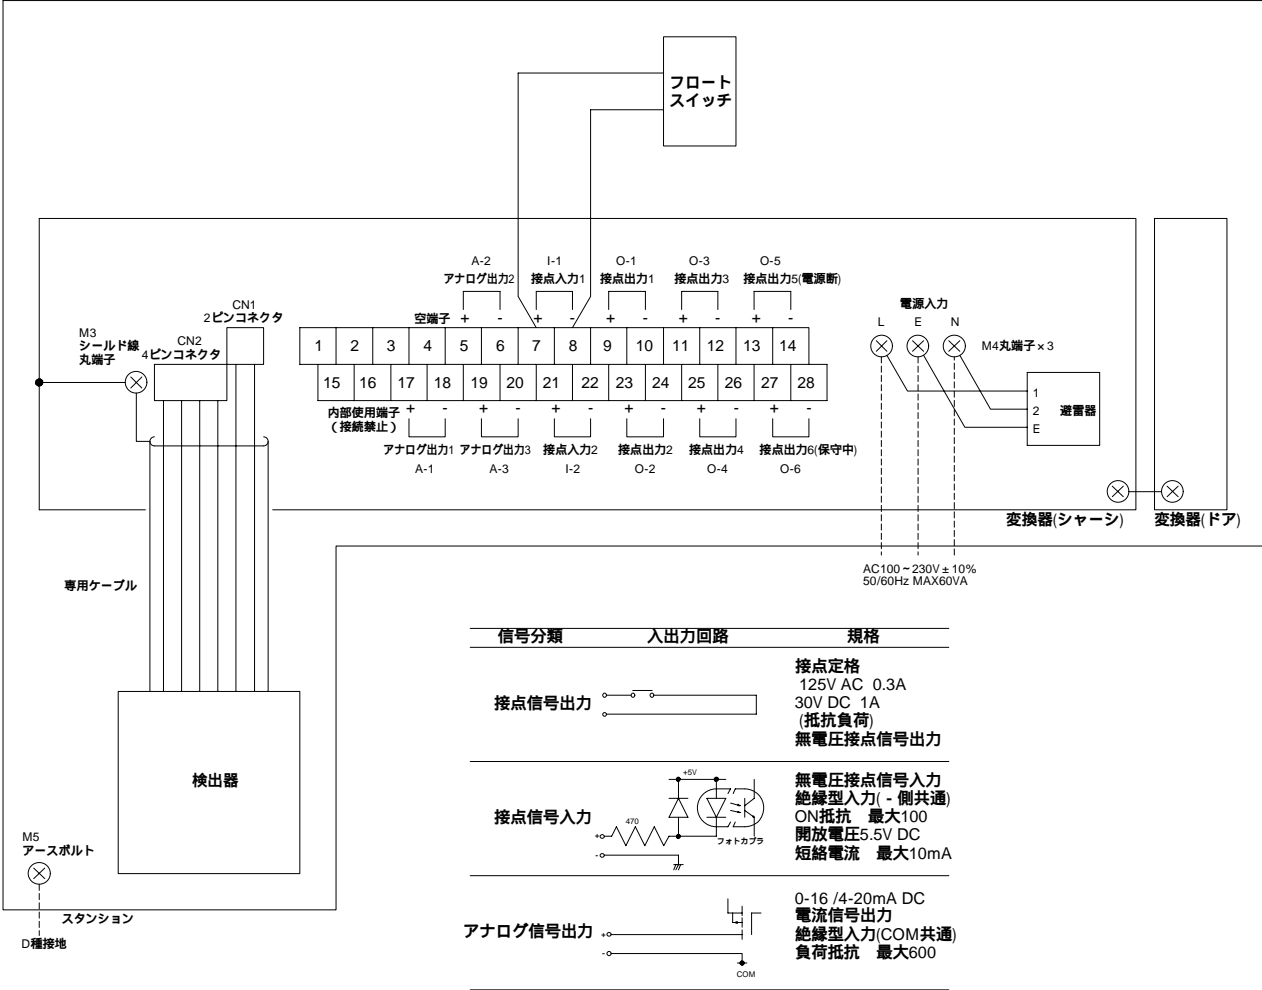 フロート
スイッチ
A-2
I-1
O-1
O-3
O-5
アナログ出力2
接点入力1
接点出力1
接点出力3
接点出力5(電源断)
空端子 + - + - + - + - + -
1 2 3 4 5 6 7 8 9 10 11 12 13 14
15 16 17 18 19 20 21 22 23 24 25 26 27 28
内部使用端子 + - + - + - + - + - + -
(接続禁止)
アナログ出力1 アナログ出力3 接点入力2 接点出力2 接点出力4 接点出力6(保守中)
A-1 A-3 I-2 O-2 O-4 O-6
CN1
2ピンコネクタ
CN2
4ピンコネクタ
M3
シールド線
丸端子
電源入力
L E N
M4丸端子×3
1
2
E
避雷器
変換器(シャーシ)
変換器(ドア)
AC100~230V±10%
50/60Hz MAX60VA
専用ケーブル
検出器
M5
アースボルト
スタンション
D種接地
信号分類 入出力回路 規格
接点信号出力
接点定格
125V AC 0.3A
30V DC 1A
(抵抗負荷)
無電圧接点信号出力
接点信号入力
+5V
470
+
-
フォトカプラ
無電圧接点信号入力
絶縁型入力(-側共通)
ON抵抗 最大100
開放電圧5.5V DC
短絡電流 最大10mA
アナログ信号出力
+
-
COM
0-16 /4-20mA DC
電流信号出力
絶縁型入力(COM共通)
負荷抵抗 最大600